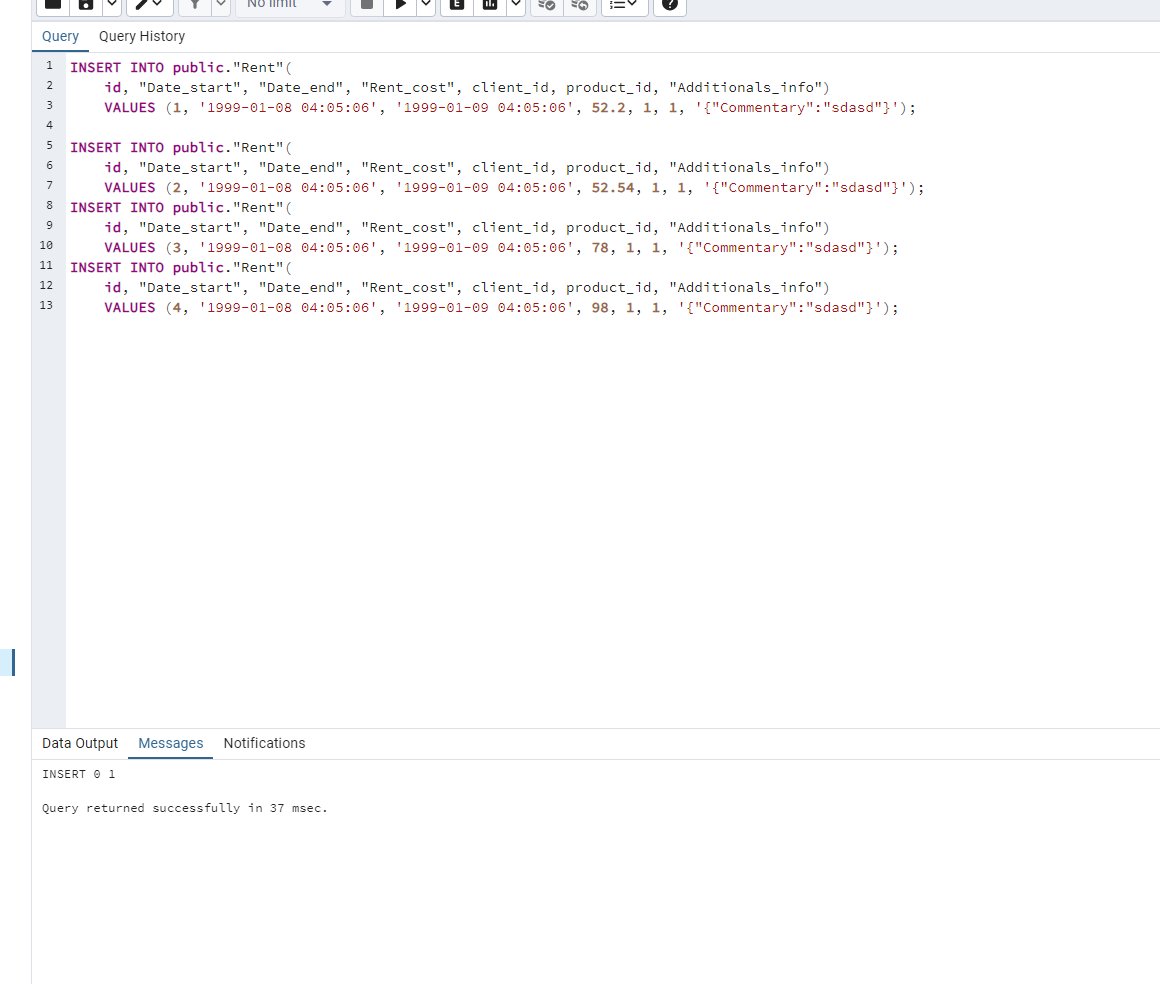 No limit
E
Query Query History
1 INSERT INTO public."Rent"(
2 id, "Date_start", "Date_end", "Rent_cost", client_id, product_id, "Additionals_info")
3 VALUES (1, '1999-01-08 04:05:06', '1999-01-09 04:05:06', 52.2, 1, 1, '{"Commentary":"sdasd"}');
4
5 INSERT INTO public."Rent"(
6 id, "Date_start", "Date_end", "Rent_cost", client_id, product_id, "Additionals_info")
7 VALUES (2, '1999-01-08 04:05:06', '1999-01-09 04:05:06', 52.54, 1, 1, '{"Commentary":"sdasd"}');
8 INSERT INTO public."Rent"(
9 id, "Date_start", "Date_end", "Rent_cost", client_id, product_id, "Additionals_info")
10 VALUES (3, '1999-01-08 04:05:06', '1999-01-09 04:05:06', 78, 1, 1, '{"Commentary":"sdasd"}');
11 INSERT INTO public."Rent"(
12 id, "Date_start", "Date_end", "Rent_cost", client_id, product_id, "Additionals_info")
13 VALUES (4, '1999-01-08 04:05:06', '1999-01-09 04:05:06', 98, 1, 1, '{"Commentary":"sdasd"}');
Data Output Messages Notifications
INSERT 0 1
Query returned successfully in 37 msec.